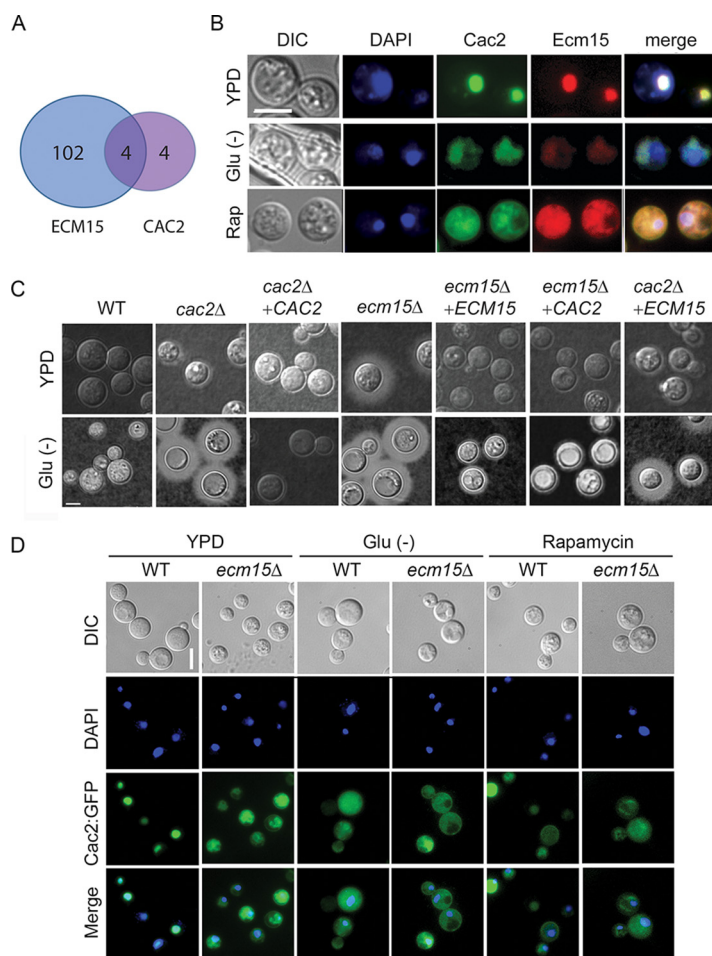 A
102 4 4
ECM15 CAC2
B
DIC DAPI Cac2 Ecm15 merge
YPD
Glu (-)
Rap
C
WT cac2Δ cac2Δ +CAC2 ecm15Δ ecm15Δ +ECM15 ecm15Δ +CAC2 cac2Δ +ECM15
YPD
Glu (-)
D
YPD Glu (-) Rapamycin
WT ecm15Δ WT ecm15Δ WT ecm15Δ
DIC
DAPI
Cac2:GFP
Merge